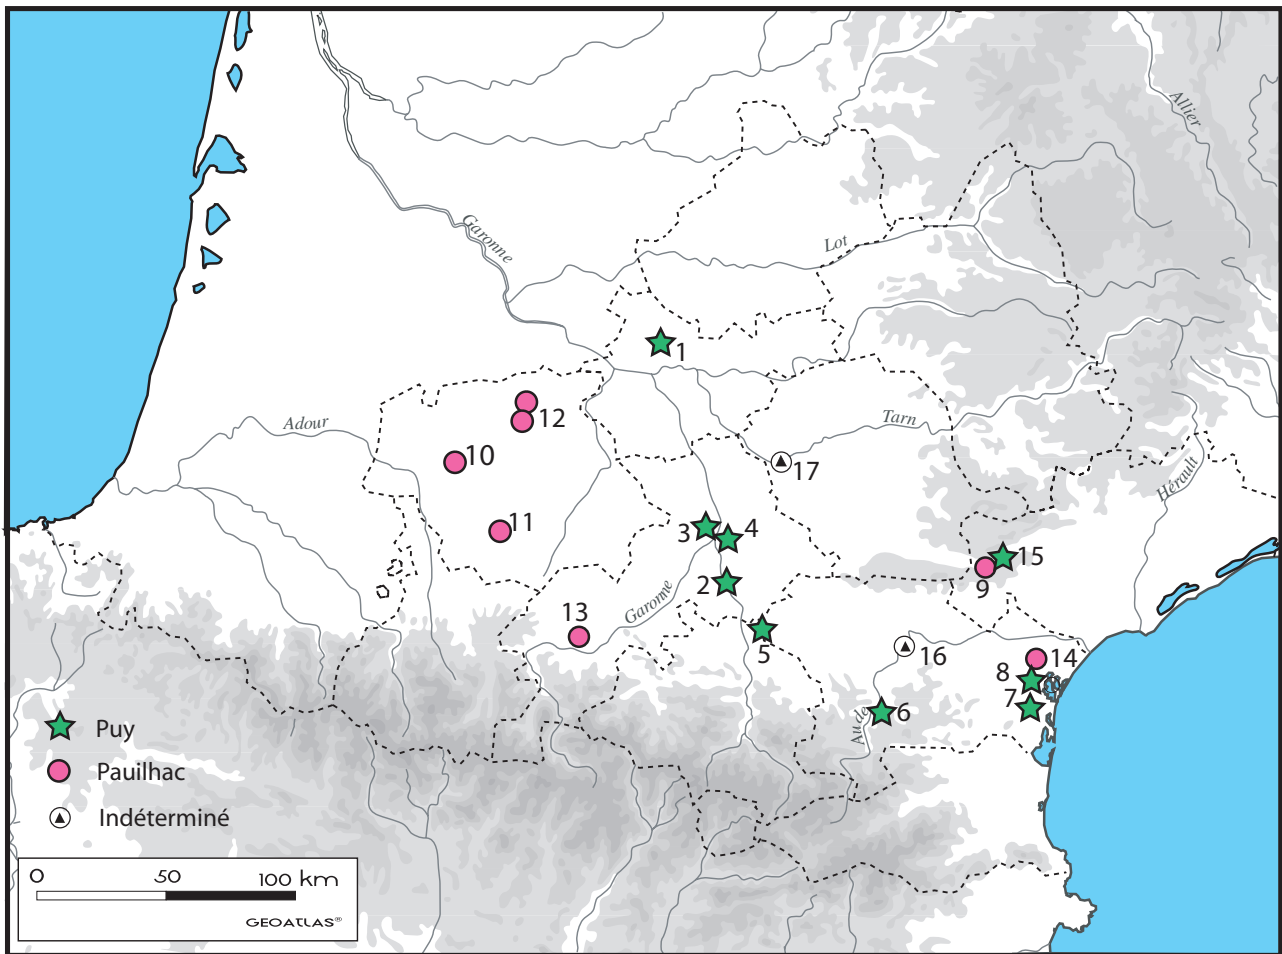 Allier
Garonne
Lot
1
Adour
12
Tarn
10
17
Hérault
11
3
4
15
9
2
Garonne
13
5
16
14
8
7
6
Aude
Puy
Pauilhac
Indéterminé
0 50 100 km
GEOATLAS®